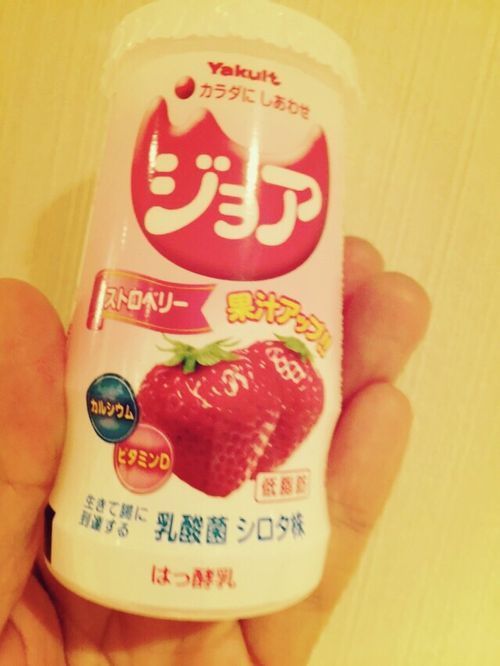 Yakult
カラダに しあわせ
ジョア
ストロベリー
果汁アップ!!
カルシウム
ビタミンD
低脂肪
生きて腸に
到達する
乳酸菌 シロタ株
はっ酵乳